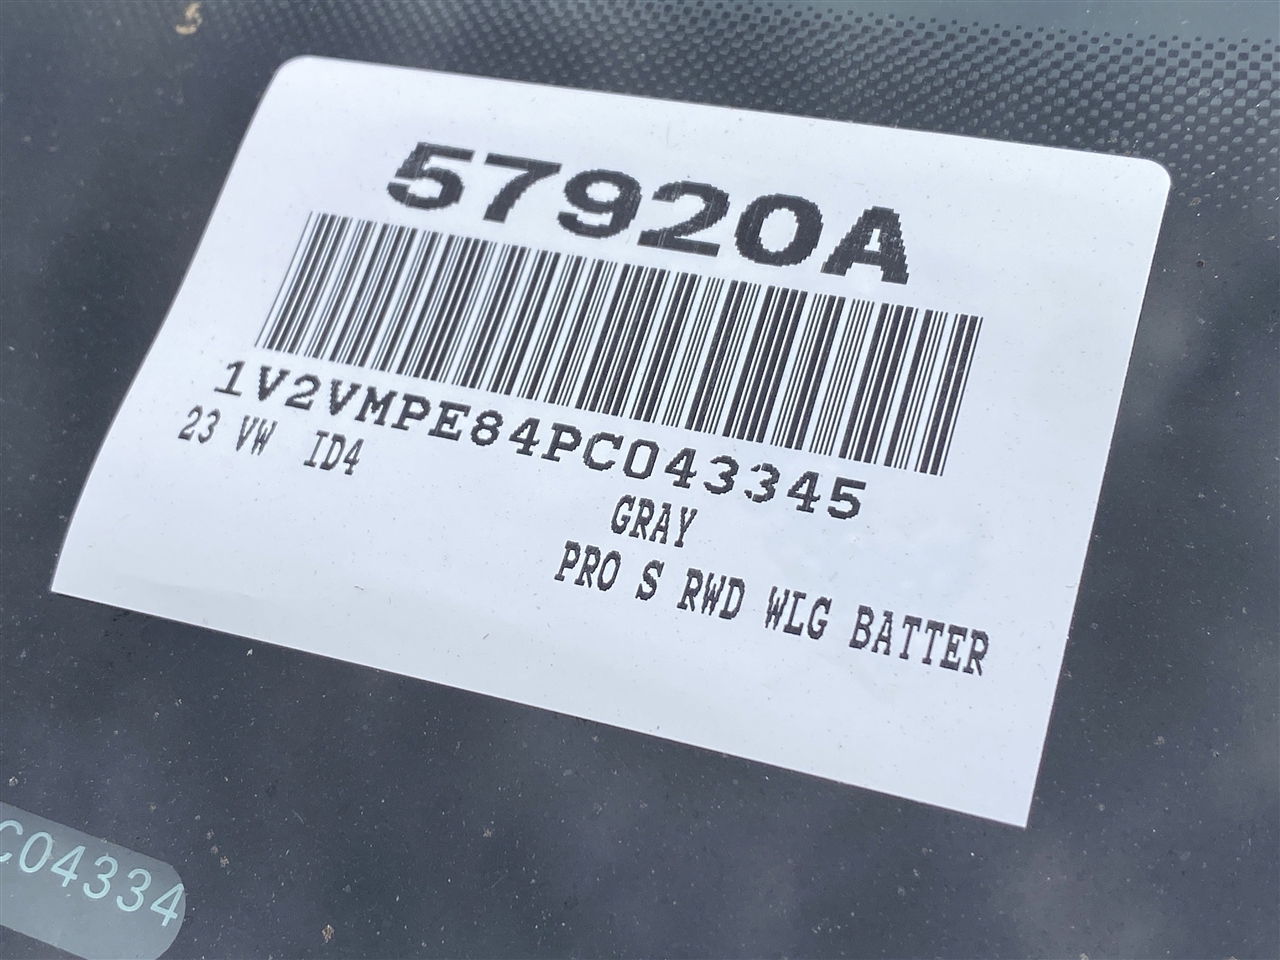 57920A
1V2VMPE84PC043345
23 VW ID4
GRAY
PRO S RWD WLG BATTER
C04334